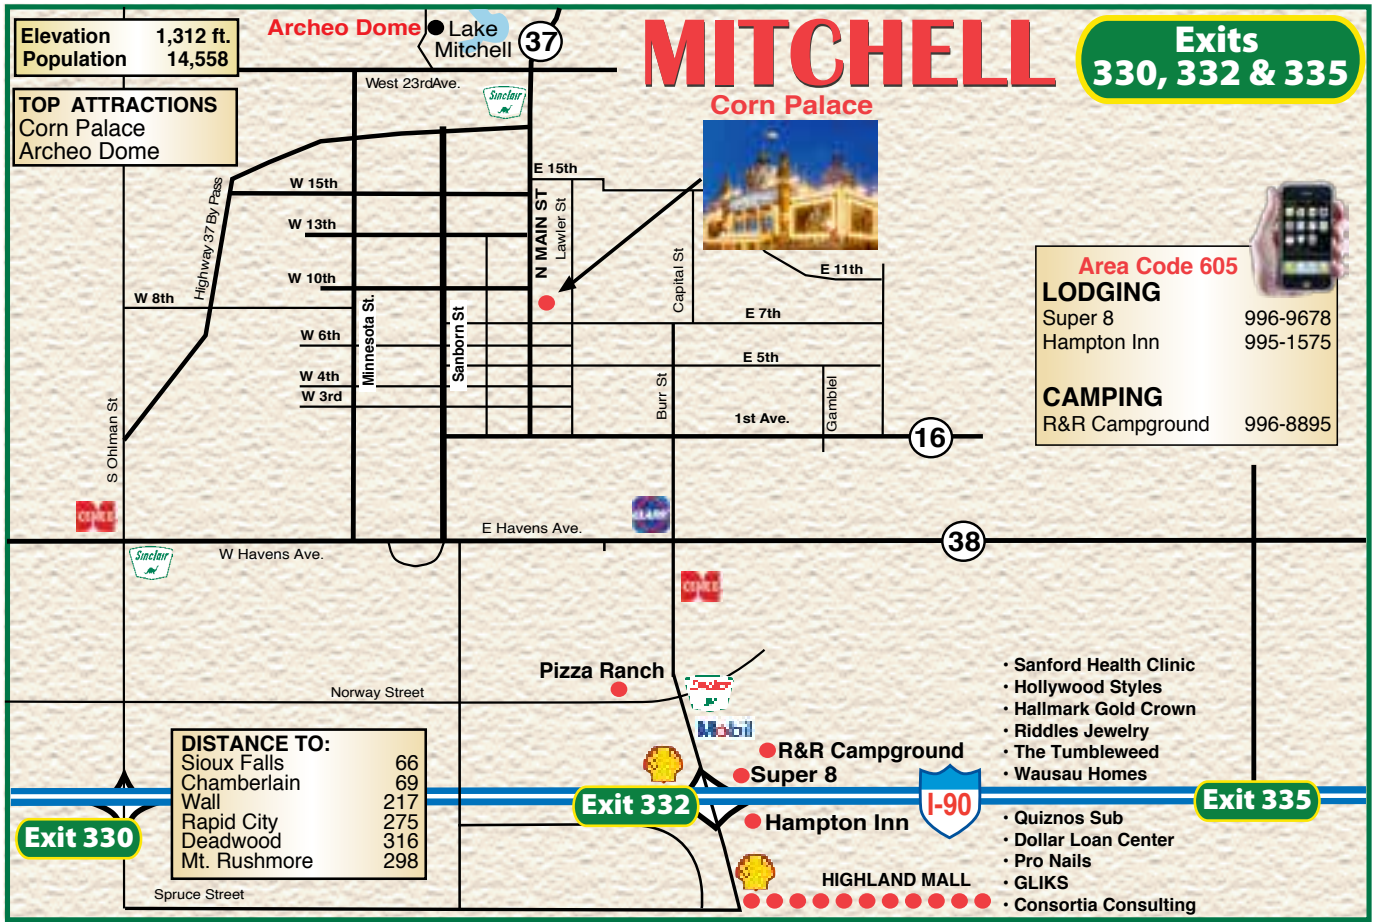 Elevation 1,312 ft.
Population 14,558
TOP ATTRACTIONS
Corn Palace
Archeo Dome
Archeo Dome
Lake
Mitchell
37
MITCHELL
Corn Palace
Exits
330, 332 & 335
West 23rdAve.
Sinclair
E 15th
W 15th
W 13th
W 10th
W 8th
W 6th
W 4th
W 3rd
Highway 37 By Pass
S Ohlman St
Minnesota St.
Sanborn St
N MAIN ST
Lawler St
Capital St
Burr St
Gamblel
E 11th
E 7th
E 5th
1st Ave.
16
Area Code 605
LODGING
Super 8 996-9678
Hampton Inn 995-1575
CAMPING
R&R Campground 996-8895
E Havens Ave.
W Havens Ave.
38
Sinclair
Pizza Ranch
Norway Street
Sinclair
Mobil
R&R Campground
Super 8
Hampton Inn
Exit 330
Exit 332
Exit 335
I-90
DISTANCE TO:
Sioux Falls 66
Chamberlain 69
Wall 217
Rapid City 275
Deadwood 316
Mt. Rushmore 298
Spruce Street
HIGHLAND MALL
· Sanford Health Clinic
· Hollywood Styles
· Hallmark Gold Crown
· Riddles Jewelry
· The Tumbleweed
· Wausau Homes
· Quiznos Sub
· Dollar Loan Center
· Pro Nails
· GLIKS
· Consortia Consulting